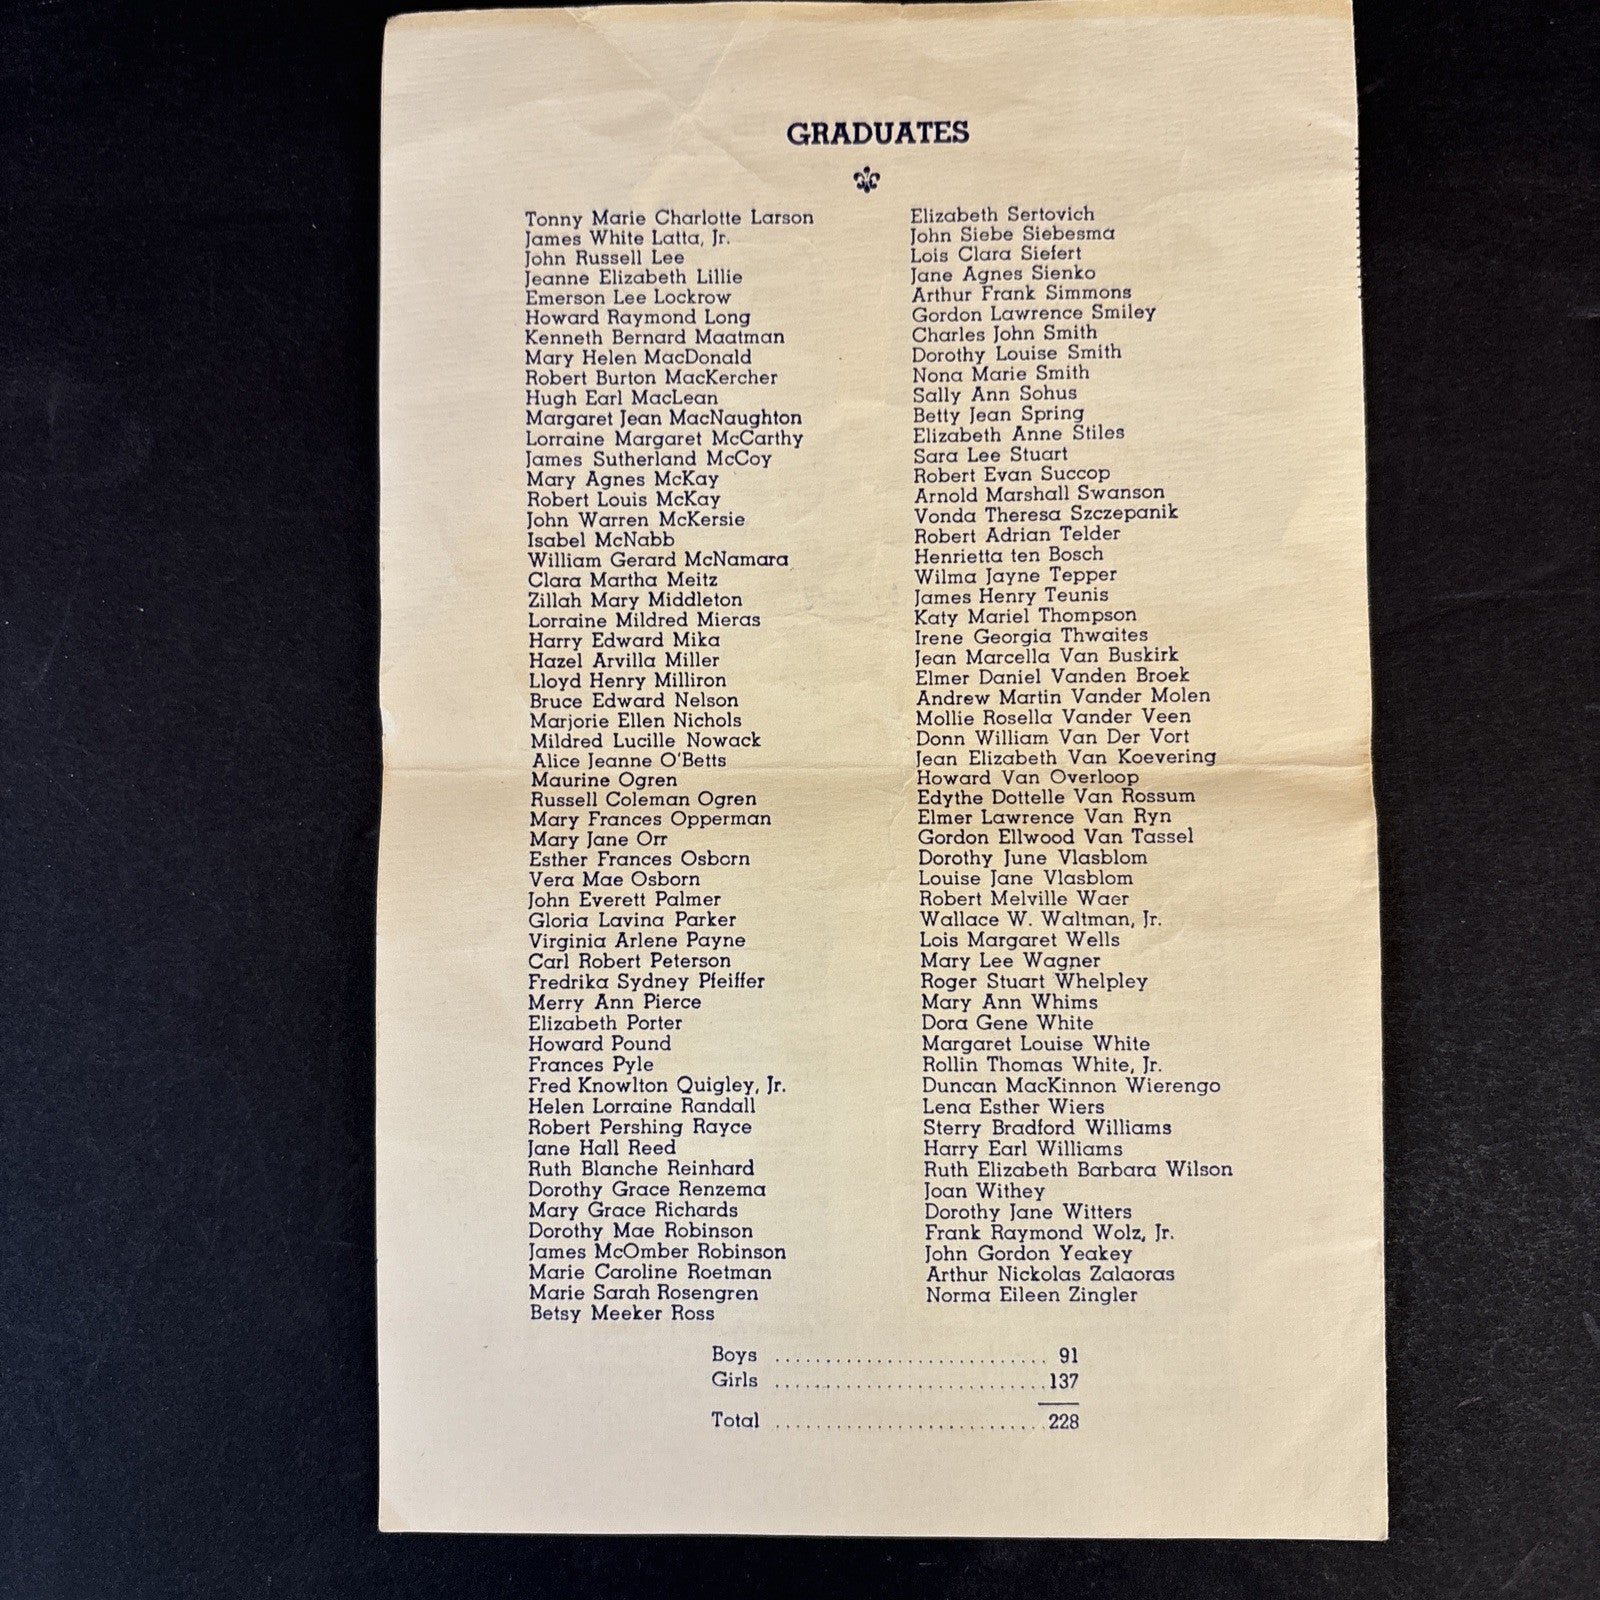 GRADUATES
Tonny Marie Charlotte Larson
James White Latta, Jr.
John Russell Lee
Jeanne Elizabeth Lillie
Emerson Lee Lockrow
Howard Raymond Long
Kenneth Bernard Maatman
Mary Helen MacDonald
Robert Burton MacKercher
Hugh Earl MacLean
Margaret Jean MacNaughton
Lorraine Margaret McCarthy
James Sutherland McCoy
Mary Agnes McKay
Robert Louis McKay
John Warren McKersie
Isabel McNabb
William Gerard McNamara
Clara Martha Meitz
Zillah Mary Middleton
Lorraine Mildred Mieras
Harry Edward Mika
Hazel Arvilla Miller
Lloyd Henry Milliron
Bruce Edward Nelson
Marjorie Ellen Nichols
Mildred Lucille Nowack
Alice Jeanne O'Betts
Maurine Ogren
Russell Coleman Ogren
Mary Frances Opperman
Mary Jane Orr
Esther Frances Osborn
Vera Mae Osborn
John Everett Palmer
Gloria Lavina Parker
Virginia Arlene Payne
Carl Robert Peterson
Fredrika Sydney Pfeiffer
Merry Ann Pierce
Elizabeth Porter
Howard Pound
Frances Pyle
Fred Knowlton Quigley, Jr.
Helen Lorraine Randall
Robert Pershing Rayce
Jane Hall Reed
Ruth Blanche Reinhard
Dorothy Grace Renzema
Mary Grace Richards
Dorothy Mae Robinson
James McOmber Robinson
Marie Caroline Roetman
Marie Sarah Rosengren
Betsy Meeker Ross
Elizabeth Sertovich
John Siebe Siebesma
Lois Clara Siefert
Jane Agnes Sienko
Arthur Frank Simmons
Gordon Lawrence Smiley
Charles John Smith
Dorothy Louise Smith
Nona Marie Smith
Sally Ann Sohus
Betty Jean Spring
Elizabeth Anne Stiles
Sara Lee Stuart
Robert Evan Succop
Arnold Marshall Swanson
Vonda Theresa Szczepanik
Robert Adrian Telder
Henrietta ten Bosch
Wilma Jayne Tepper
James Henry Teunis
Katy Mariel Thompson
Irene Georgia Thwaites
Jean Marcella Van Buskirk
Elmer Daniel Vanden Broek
Andrew Martin Vander Molen
Mollie Rosella Vander Veen
Donn William Van Der Vort
Jean Elizabeth Van Koevering
Howard Van Overloop
Edythe Dottelle Van Rossum
Elmer Lawrence Van Ryn
Gordon Ellwood Van Tassel
Dorothy June Vlasblom
Louise Jane Vlasblom
Robert Melville Waer
Wallace W. Waltman, Jr.
Lois Margaret Wells
Mary Lee Wagner
Roger Stuart Whelpley
Mary Ann Whims
Dora Gene White
Margaret Louise White
Rollin Thomas White, Jr.
Duncan MacKinnon Wierengo
Lena Esther Wiers
Sterry Bradford Williams
Harry Earl Williams
Ruth Elizabeth Barbara Wilson
Joan Withey
Dorothy Jane Witters
Frank Raymond Wolz, Jr.
John Gordon Yeakey
Arthur Nickolas Zalaoras
Norma Eileen Zingler
Boys ........................... 91
Girls ...........................137
Total ...........................228